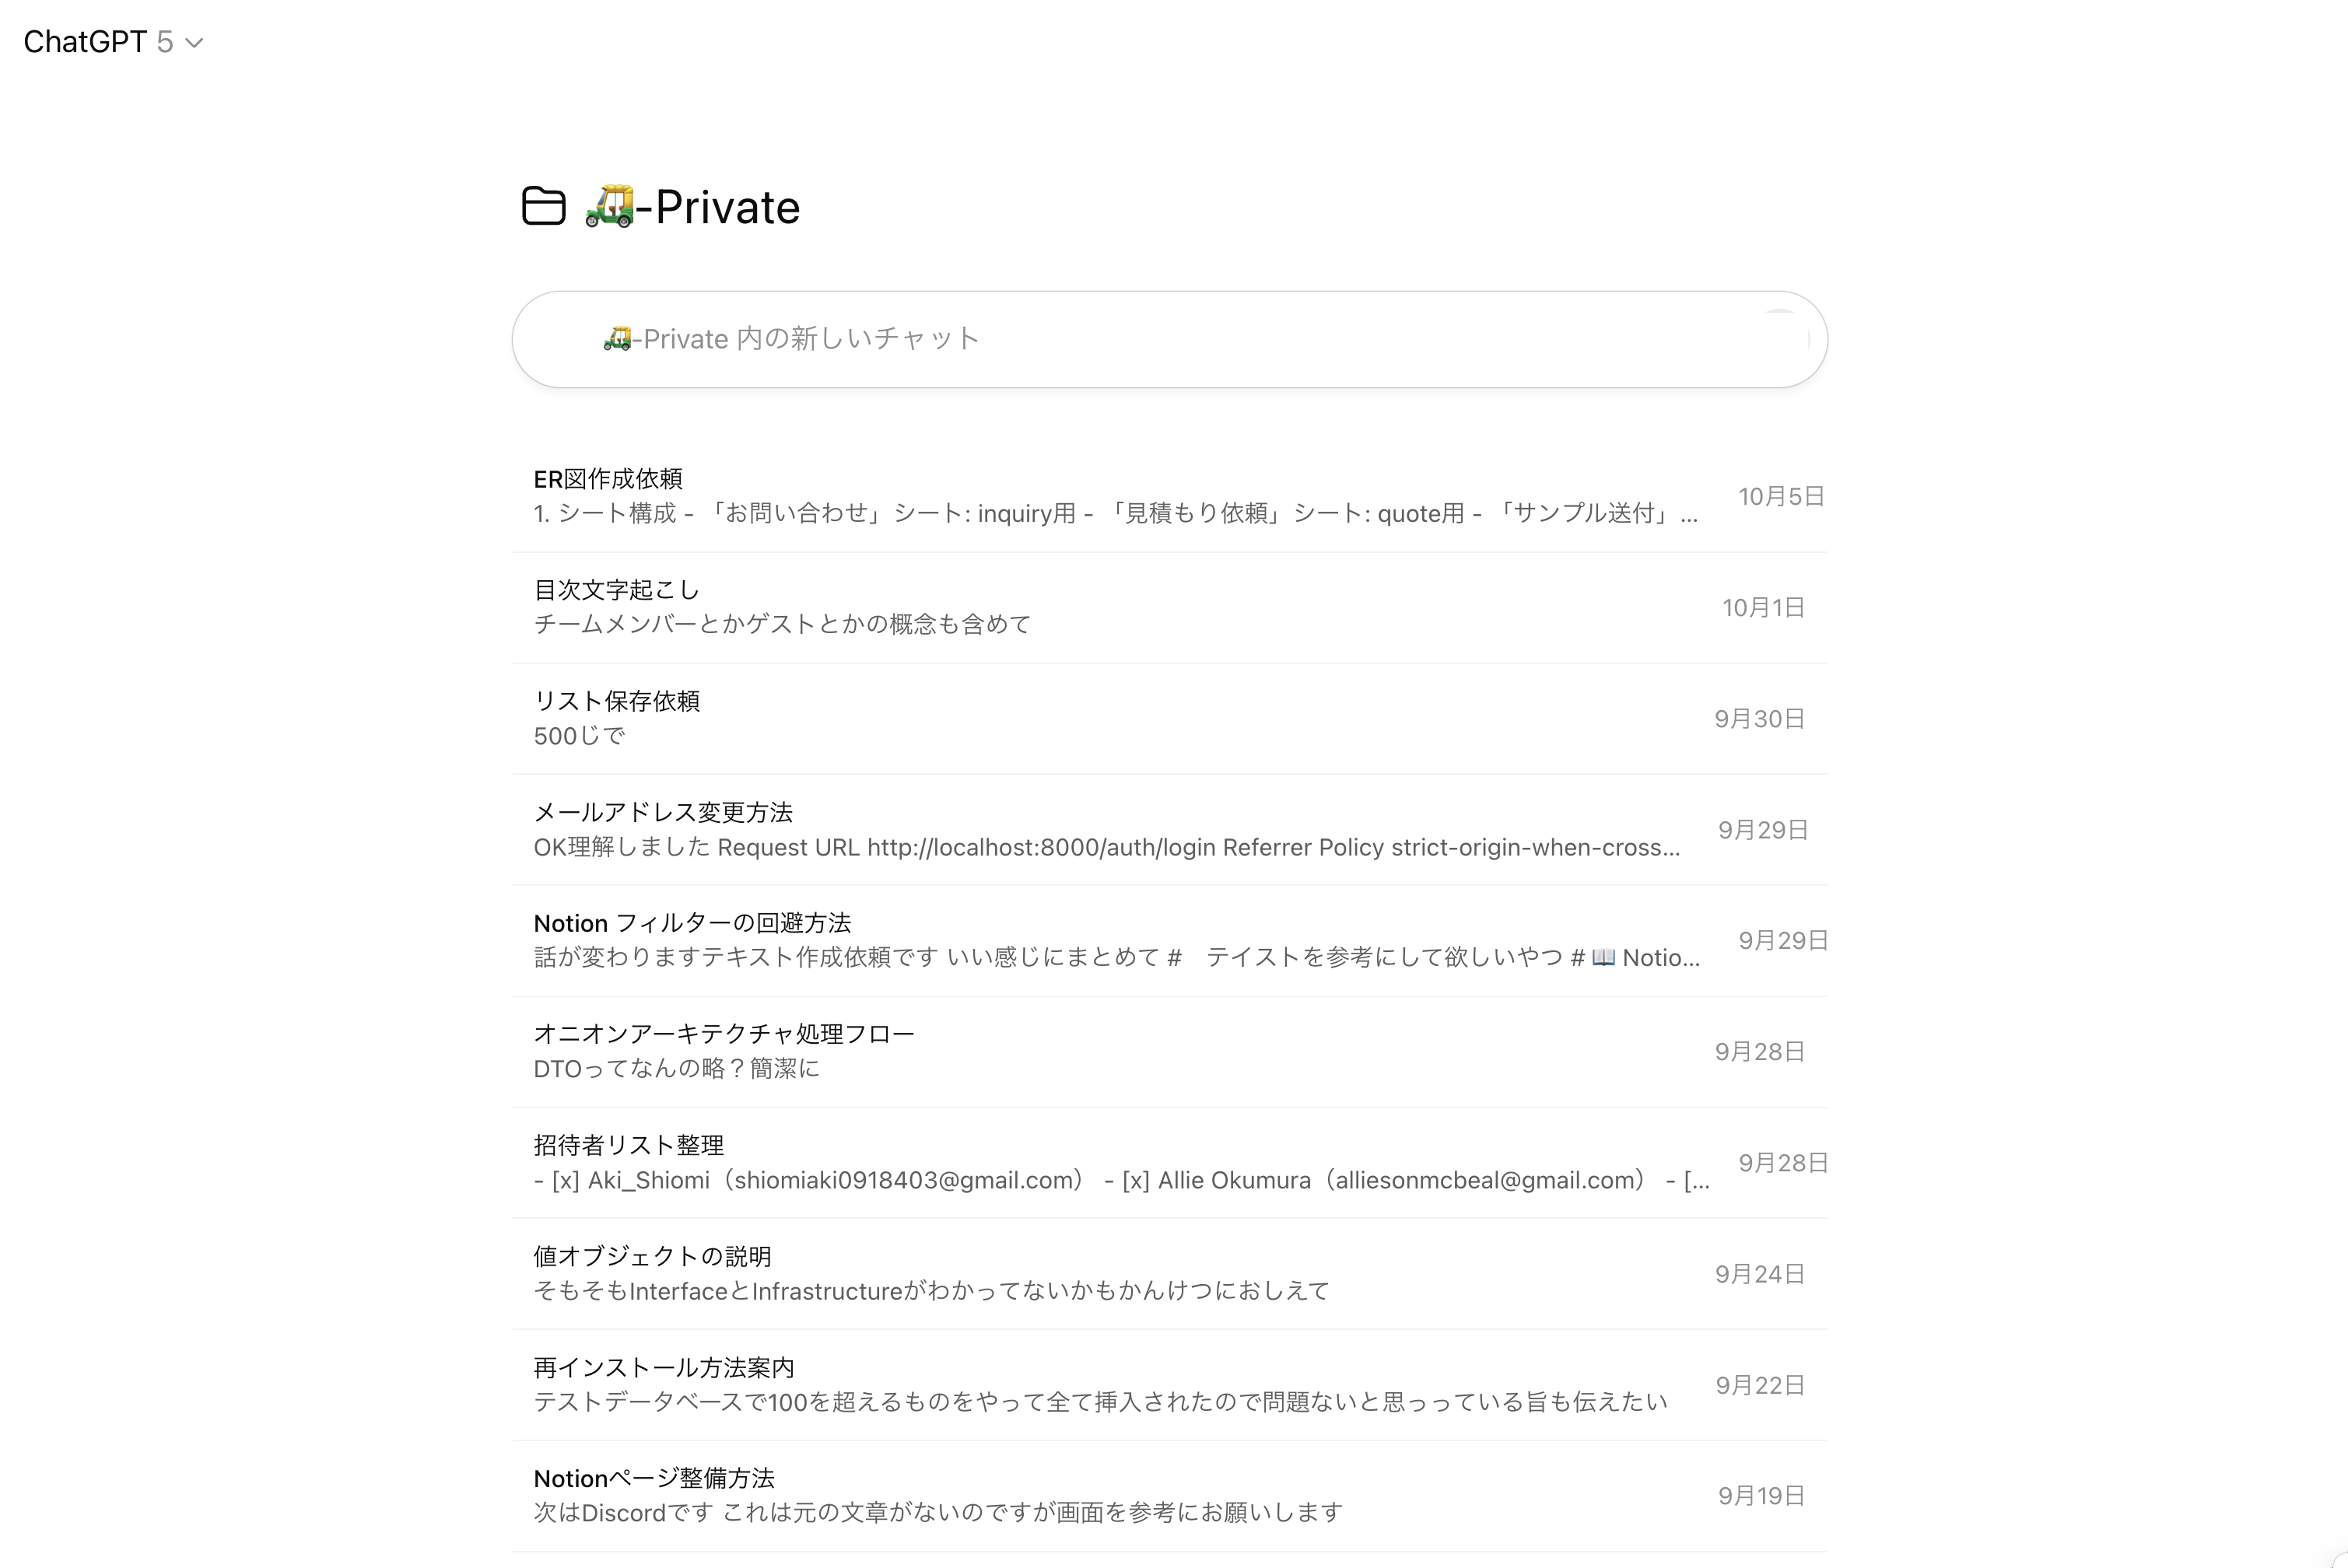 ChatGPT 5
🛺-Private
🛺-Private 内の新しいチャット
ER図作成依頼
1. シート構成 - 「お問い合わせ」シート: inquiry用 - 「見積もり依頼」シート: quote用 - 「サンプル送付」...
10月5日
目次文字起こし
チームメンバーとかゲストとかの概念も含めて
10月1日
リスト保存依頼
500じで
9月30日
メールアドレス変更方法
OK理解しました Request URL http://localhost:8000/auth/login Referrer Policy strict-origin-when-cross...
9月29日
Notion フィルターの回避方法
話が変わりますテキスト作成依頼です いい感じにまとめて #　テイストを参考にして欲しいやつ # 📖 Notio...
9月29日
オニオンアーキテクチャ処理フロー
DTOってなんの略？簡潔に
9月28日
招待者リスト整理
- [x] Aki_Shiomi（shiomiaki0918403@gmail.com） - [x] Allie Okumura（alliesonmcbeal@gmail.com） - [...
9月28日
値オブジェクトの説明
そもそもInterfaceとInfrastructureがわかってないかもかんけつにおしえて
9月24日
再インストール方法案内
テストデータベースで100を超えるものをやって全て挿入されたので問題ないと思っっている旨も伝えたい
9月22日
Notionページ整備方法
次はDiscordです これは元の文章がないのですが画面を参考にお願いします
9月19日